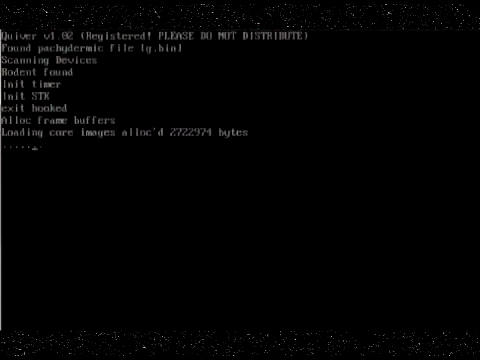 Quiver v1.02 (Registered! PLEASE DO NOT DISTRIBUTE)
Found pachydermic file [g.bin]
Scanning Devices
Rodent found
Init timer
Init STK
exit hooked
Alloc frame buffers
Loading core images alloc'd 2722974 bytes
.......